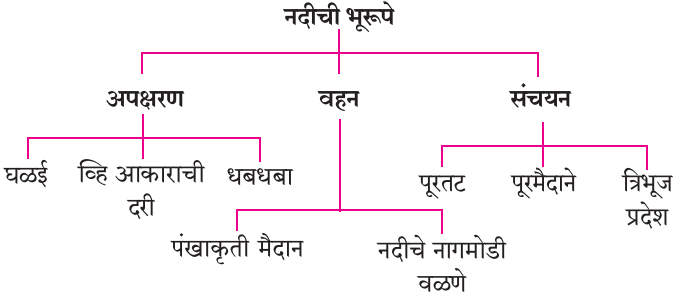 नदीची भूरूपे
अपक्षरण वहन संचयन
घळई व्हि आकाराची धबधबा पूरतट पूरमैदाने त्रिभूज
दरी प्रदेश
पंखाकृती मैदान नदीचे नागमोडी
वळणे